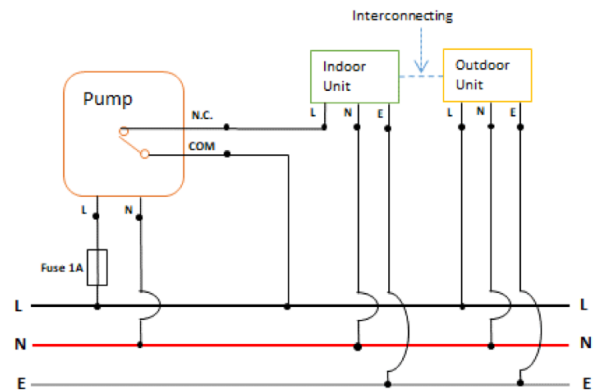 Interconnecting
Indoor
Unit
Outdoor
Unit
Pump
N.C.
L
N
E
L
N
E
COM
L
N
Fuse 1A
L
L
N
N
E
E